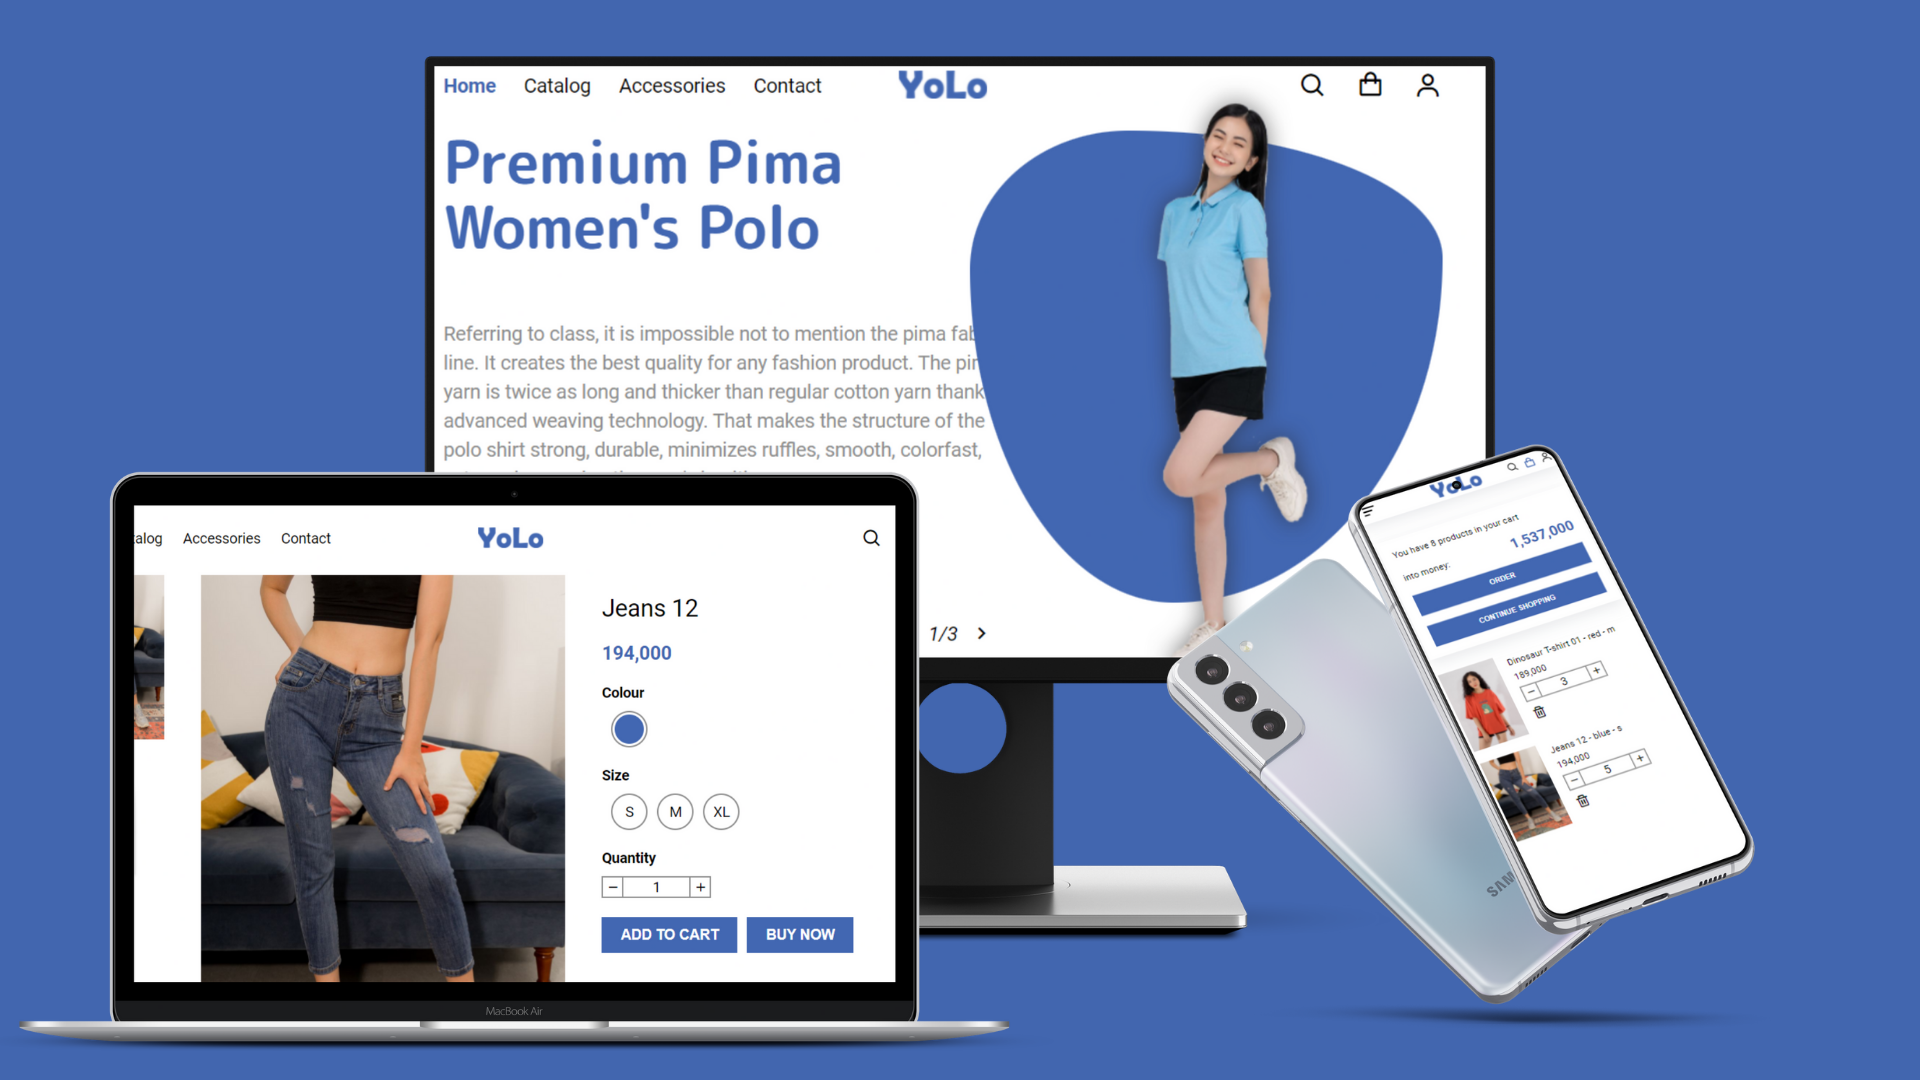 Home Catalog Accessories Contact YoLo
Premium Pima
Women's Polo
Referring to class, it is impossible not to mention the pima
line. It creates the best quality for any fashion product. The
yarn is twice as long and thicker than regular cotton yarn thank
advanced weaving technology. That makes the structure of the
polo shirt strong, durable, minimizes ruffles, smooth, colorfast,
1/3
alog Accessories Contact YoLo
Jeans 12
194,000
Colour
Size
S M XL
Quantity
− 1 +
ADD TO CART BUY NOW
MacBook Air
YoLo
You have 8 products in your cart
1,537,000
into money:
ORDER
CONTINUE SHOPPING
Dinosaur T-shirt 01 - red - m
189,000
− 3 +
Jeans 12 - blue - s
194,000
− 5 +
SAM